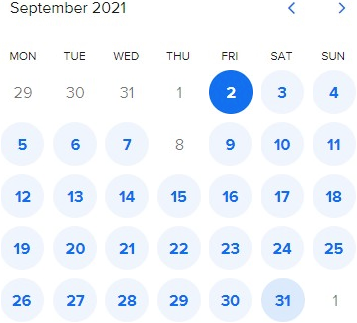 September 2021
MON TUE WED THU FRI SAT SUN
29 30 31 1 2 3 4
5 6 7 8 9 10 11
12 13 14 15 16 17 18
19 20 21 22 23 24 25
26 27 28 29 30 31 1